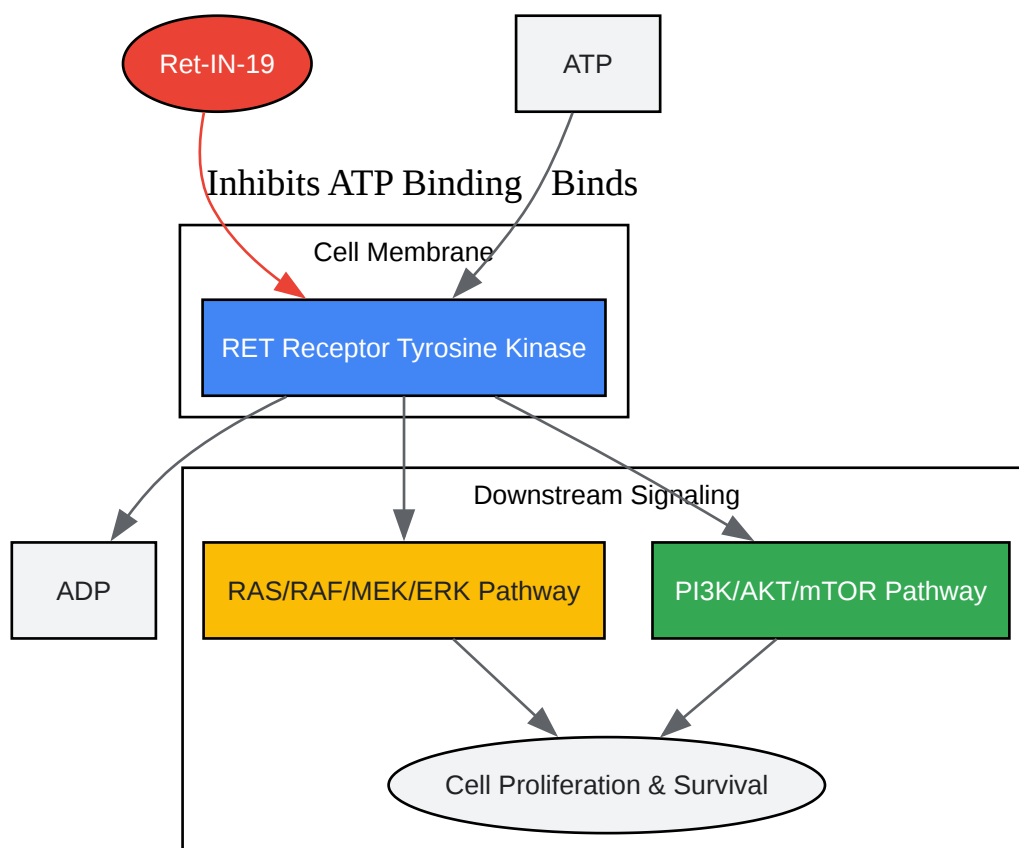 Ret-IN-19
ATP
Inhibits ATP Binding
Binds
Cell Membrane
RET Receptor Tyrosine Kinase
Downstream Signaling
ADP
RAS/RAF/MEK/ERK Pathway
PI3K/AKT/mTOR Pathway
Cell Proliferation & Survival